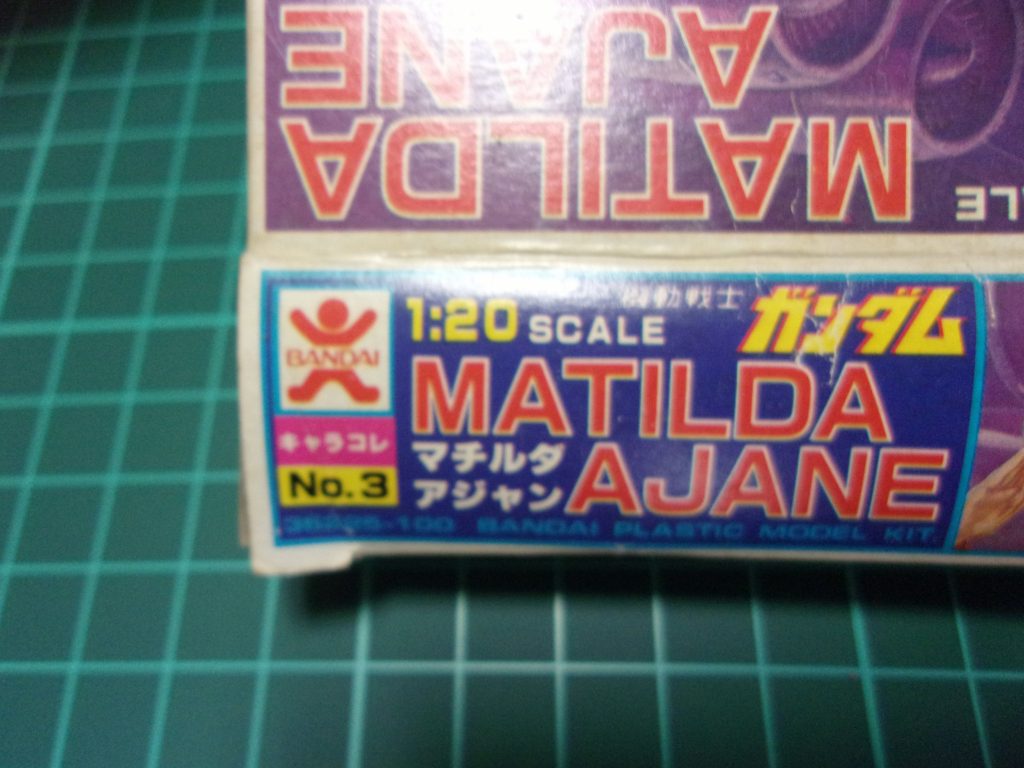 MATILDA
AJANE
BANDAI
キャラコレ
No.3
1:20 SCALE
機動戦士 ガンダム
MATILDA
AJANE
マチルダ
アジャン
BANDAI PLASTIC MODEL KIT